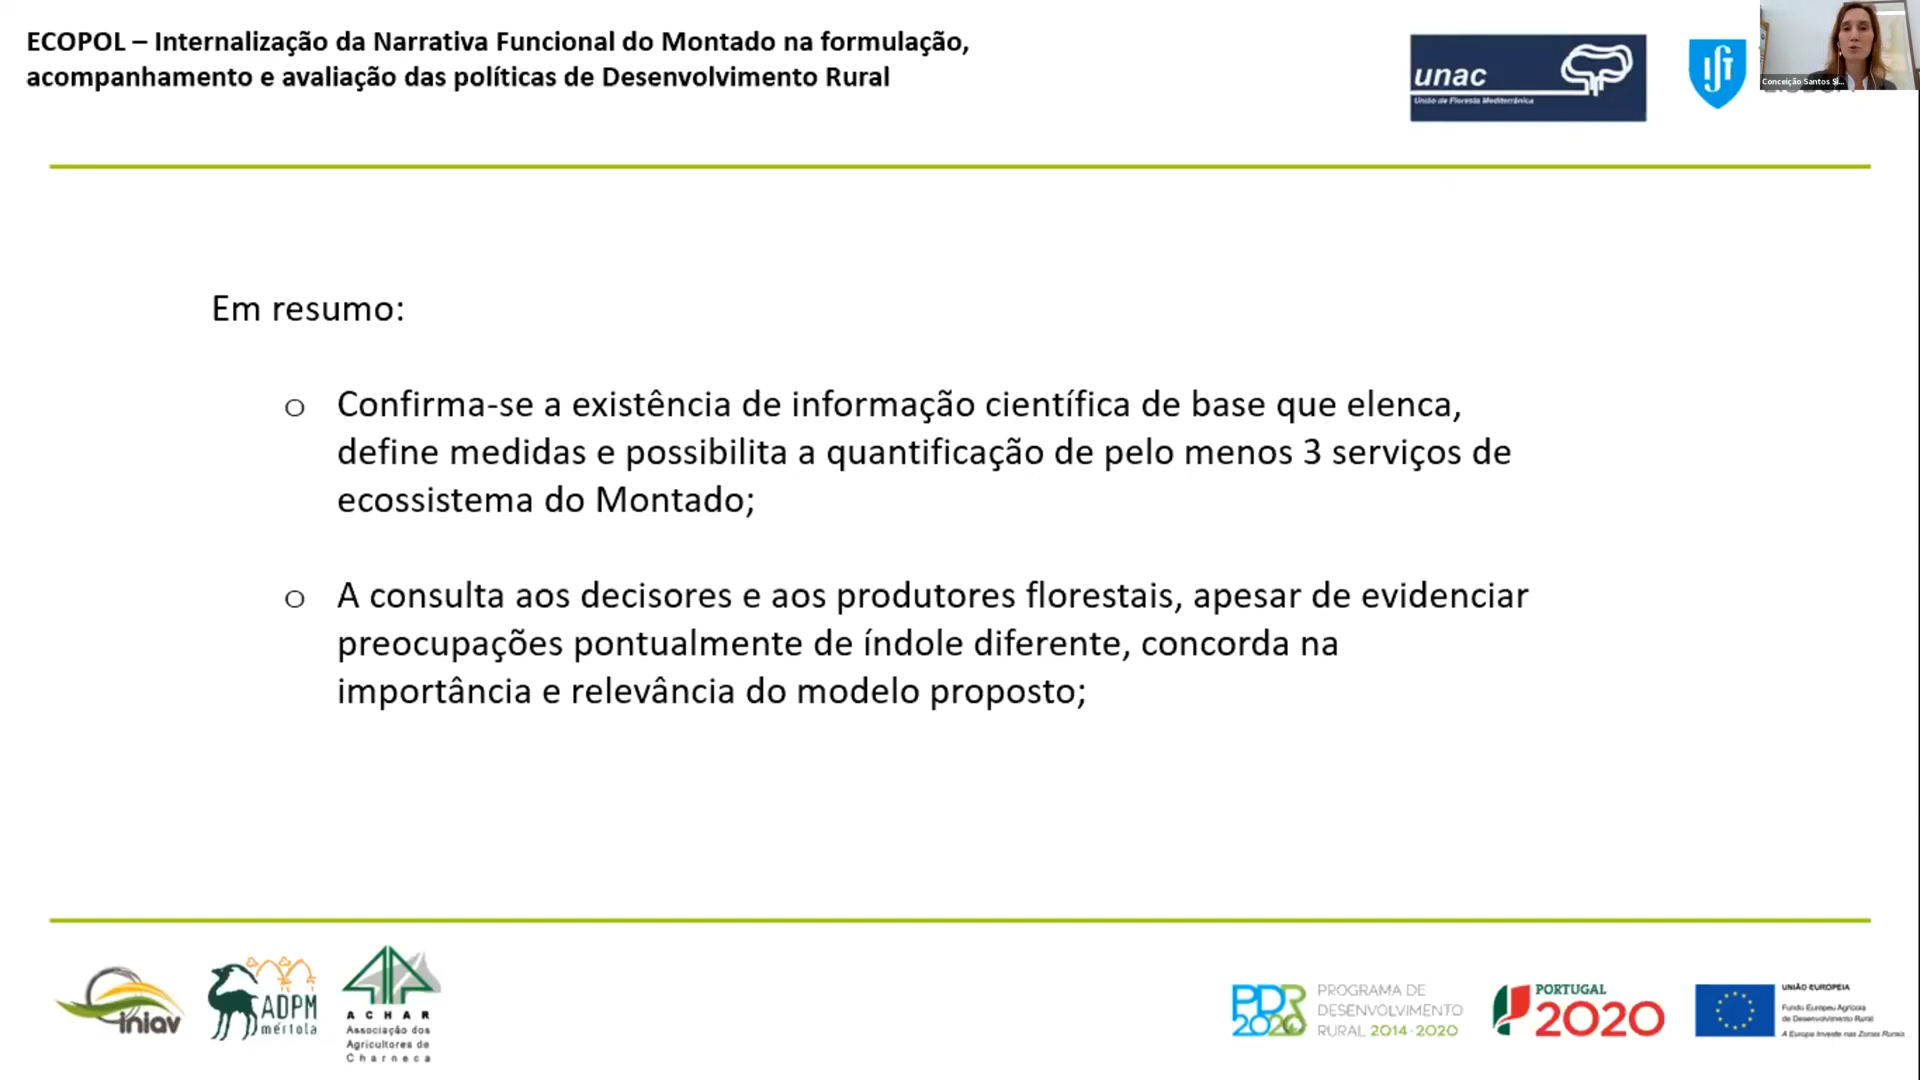 ECOPOL – Internalização da Narrativa Funcional do Montado na formulação,
acompanhamento e avaliação das políticas de Desenvolvimento Rural
unac
União da Floresta Mediterrânica
Conceição Santos Si...
Em resumo:
o Confirma-se a existência de informação científica de base que elenca,
define medidas e possibilita a quantificação de pelo menos 3 serviços de
ecossistema do Montado;
o A consulta aos decisores e aos produtores florestais, apesar de evidenciar
preocupações pontualmente de índole diferente, concorda na
importância e relevância do modelo proposto;
iniav
ADPM
mértola
ACHAR
Associação dos
Agricultores de
Charneca
PDR
2020
PROGRAMA DE
DESENVOLVIMENTO
RURAL 2014·2020
PORTUGAL
2020
UNIÃO EUROPEIA
Fundo Europeu Agrícola
de Desenvolvimento Rural
A Europa Investe nas Zonas Rurais